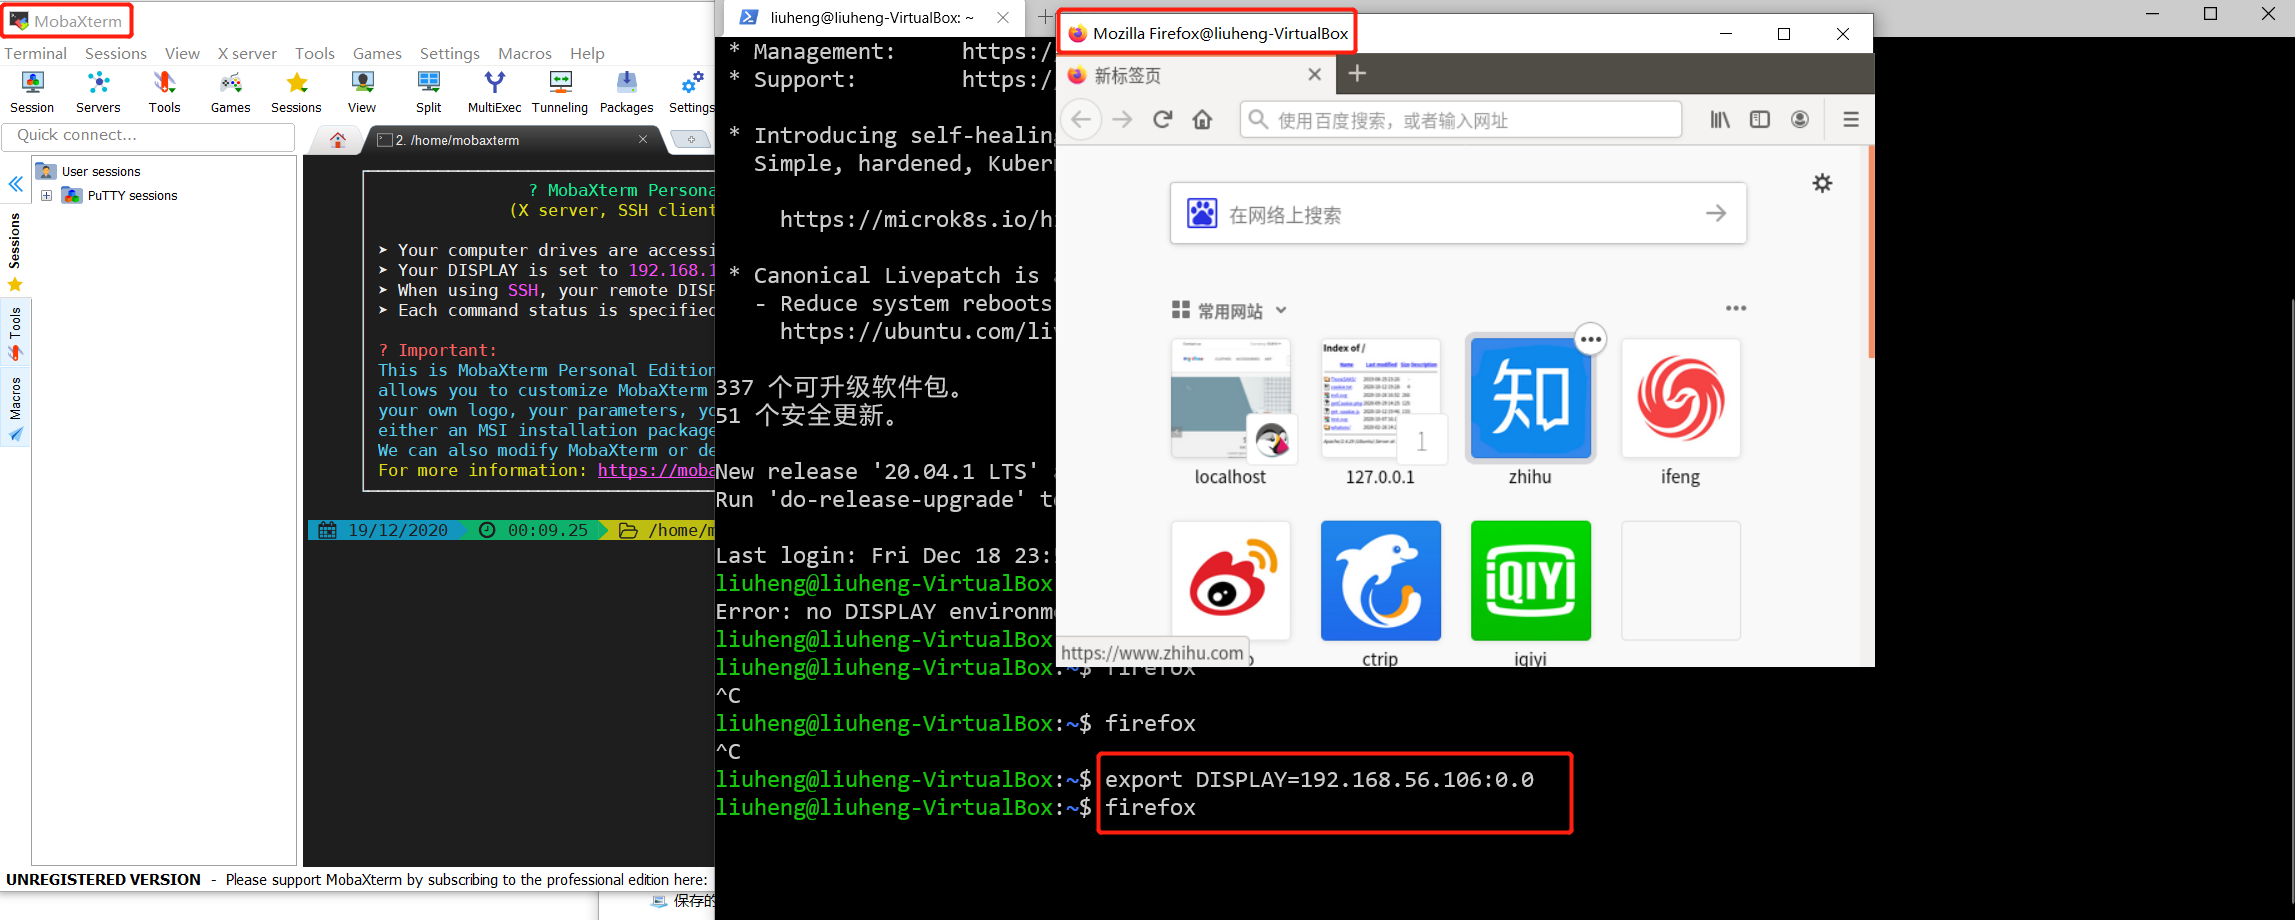 MobaXterm
Terminal Sessions View X server Tools Games Settings Macros Help
Session Servers Tools Games Sessions View Split MultiExec Tunneling Packages Settings
Quick connect...
2. /home/mobaxterm
User sessions
PuTTY sessions
Sessions
Tools
Macros
? MobaXterm Persona
(X server, SSH client
➤ Your computer drives are accessi
➤ Your DISPLAY is set to 192.168.1
➤ When using SSH, your remote DISP
➤ Each command status is specified
? Important:
This is MobaXterm Personal Edition
allows you to customize MobaXterm
your own logo, your parameters, yo
either an MSI installation package
We can also modify MobaXterm or de
For more information: https://moba
19/12/2020 00:09.25 /home/m
UNREGISTERED VERSION - Please support MobaXterm by subscribing to the professional edition here:
保存的
liuheng@liuheng-VirtualBox: ~
* Management: https:/
* Support: https:/
* Introducing self-healing
Simple, hardened, Kuber
https://microk8s.io/h
* Canonical Livepatch is
- Reduce system reboots
https://ubuntu.com/li
337 个可升级软件包。
51 个安全更新。
New release '20.04.1 LTS'
Run 'do-release-upgrade' t
Last login: Fri Dec 18 23:
liuheng@liuheng-VirtualBox
Error: no DISPLAY environm
liuheng@liuheng-VirtualBox
liuheng@liuheng-VirtualBox:~$ firefox
^C
liuheng@liuheng-VirtualBox:~$ firefox
^C
liuheng@liuheng-VirtualBox:~$ export DISPLAY=192.168.56.106:0.0
liuheng@liuheng-VirtualBox:~$ firefox
Mozilla Firefox@liuheng-VirtualBox
新标签页
使用百度搜索，或者输入网址
在网络上搜索
常用网站
Index of /
Name Last modified Size Description
1
知
localhost 127.0.0.1 zhihu ifeng
iQIYI
o ctrip iqiyi
https://www.zhihu.com